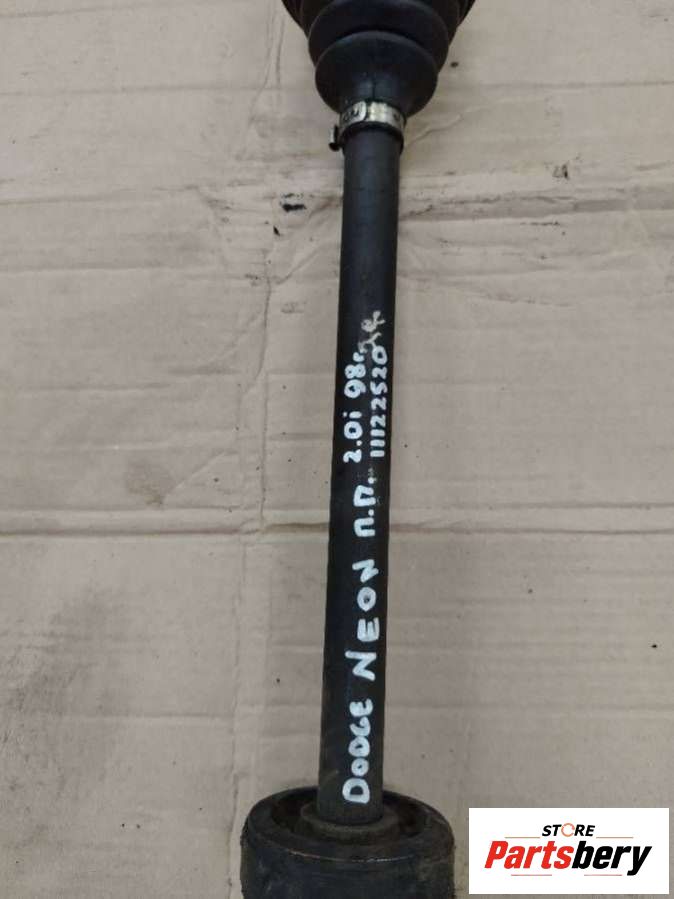 DODGE NEON П.П. 2.0i 98г.
11122520
STORE
Partsbery